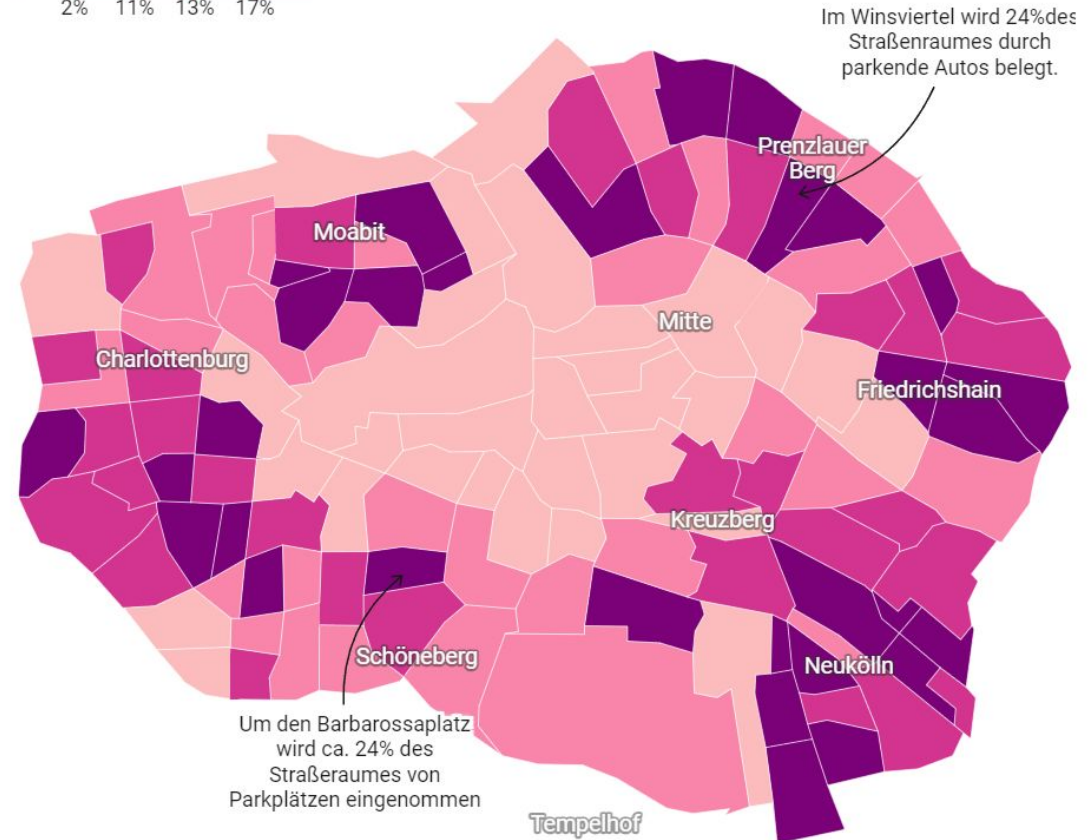 2% 11% 13% 17%
Im Winsviertel wird 24%des
Straßenraumes durch
parkende Autos belegt.
Prenzlauer
Berg
Moabit
Mitte
Charlottenburg
Friedrichshain
Kreuzberg
Schöneberg
Neukölln
Um den Barbarossaplatz
wird ca. 24% des
Straßeraumes von
Parkplätzen eingenommen
Tempelhof